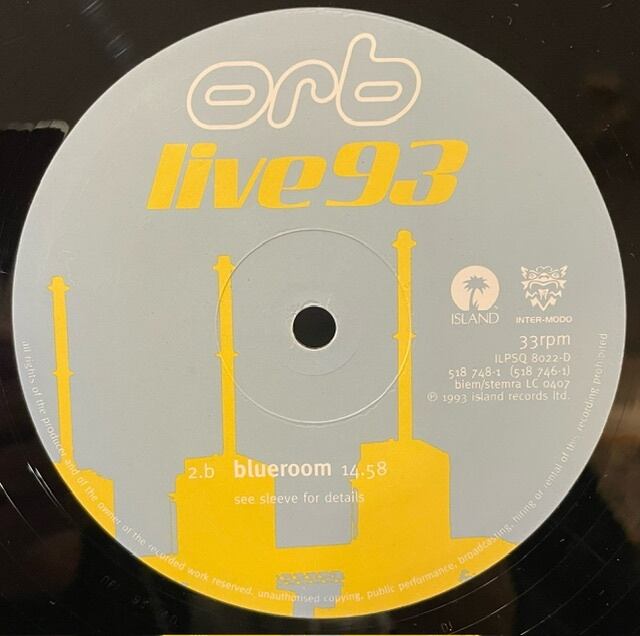 orb
live93
ISLAND
INTER-MODO
33rpm
ILPSQ 8022-D
518 748-1 (518 746-1)
biem/stemra LC 0407
℗ 1993 island records ltd.
2.b blueroom 14.58
see sleeve for details
all rights of the producer and of the owner of the recorded work reserved. unauthorised copying, public performance, broadcasting, hiring or rental of this recording prohibited